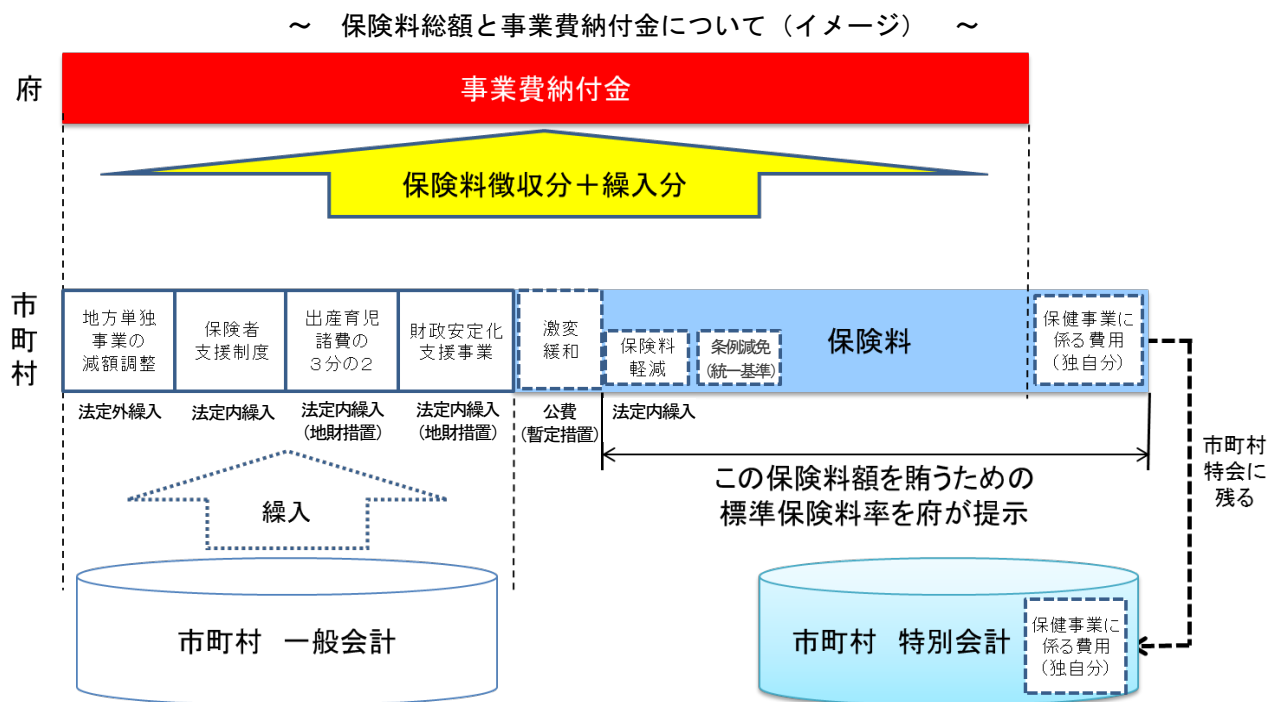 ～　保険料総額と事業費納付金について（イメージ）　～
府
事業費納付金
保険料徴収分＋繰入分
市
町
村
地方単独
事業の
減額調整
保険者
支援制度
出産育児
諸費の
３分の２
財政安定化
支援事業
激変
緩和
保険料
軽減
条例減免
(統一基準)
保険料
保健事業に
係る費用
（独自分）
法定外繰入
法定内繰入
法定内繰入
（地財措置）
法定内繰入
（地財措置）
公費
（暫定措置）
法定内繰入
この保険料額を賄うための
標準保険料率を府が提示
市町村
特会に
残る
繰入
市町村　一般会計
市町村　特別会計
保健事業に
係る費用
（独自分）